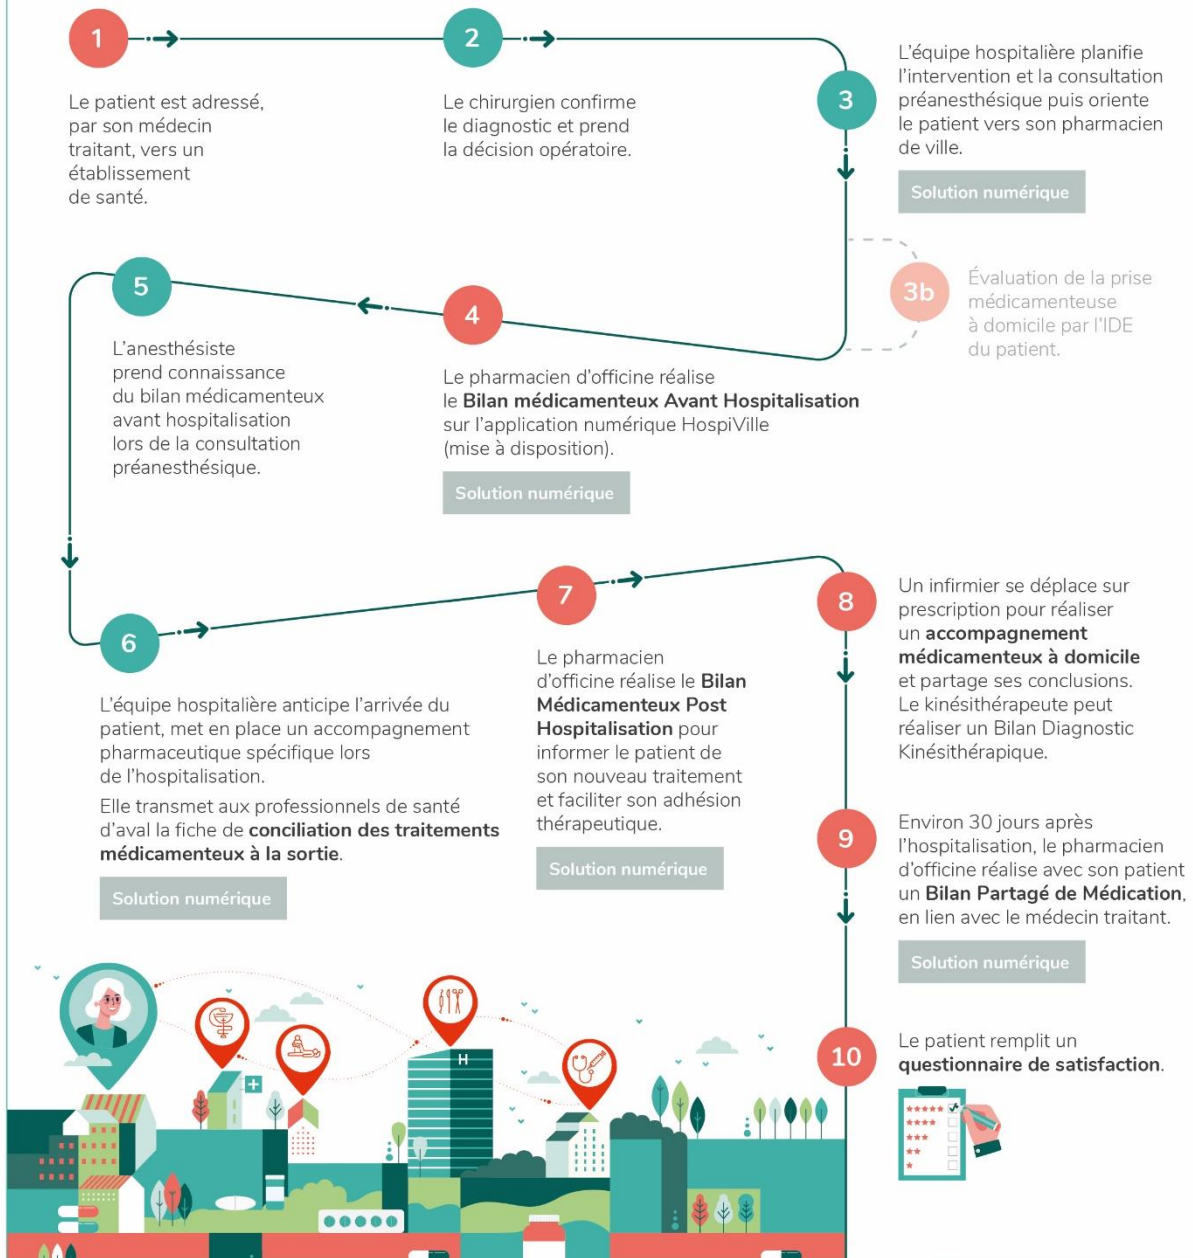 1
Le patient est adressé,
par son médecin
traitant, vers un
établissement
de santé.
2
Le chirurgien confirme
le diagnostic et prend
la décision opératoire.
3
L'équipe hospitalière planifie
l'intervention et la consultation
préanesthésique puis oriente
le patient vers son pharmacien
de ville.
Solution numérique
3b
Évaluation de la prise
médicamenteuse
à domicile par l'IDE
du patient.
4
Le pharmacien d'officine réalise
le Bilan médicamenteux Avant Hospitalisation
sur l'application numérique HospiVille
(mise à disposition).
Solution numérique
5
L'anesthésiste
prend connaissance
du bilan médicamenteux
avant hospitalisation
lors de la consultation
préanesthésique.
6
L'équipe hospitalière anticipe l'arrivée du
patient, met en place un accompagnement
pharmaceutique spécifique lors
de l'hospitalisation.
Elle transmet aux professionnels de santé
d'aval la fiche de conciliation des traitements
médicamenteux à la sortie.
Solution numérique
7
Le pharmacien
d'officine réalise le Bilan
Médicamenteux Post
Hospitalisation pour
informer le patient de
son nouveau traitement
et faciliter son adhésion
thérapeutique.
Solution numérique
8
Un infirmier se déplace sur
prescription pour réaliser
un accompagnement
médicamenteux à domicile
et partage ses conclusions.
Le kinésithérapeute peut
réaliser un Bilan Diagnostic
Kinésithérapique.
9
Environ 30 jours après
l'hospitalisation, le pharmacien
d'officine réalise avec son patient
un Bilan Partagé de Médication,
en lien avec le médecin traitant.
Solution numérique
10
Le patient remplit un
questionnaire de satisfaction.
H